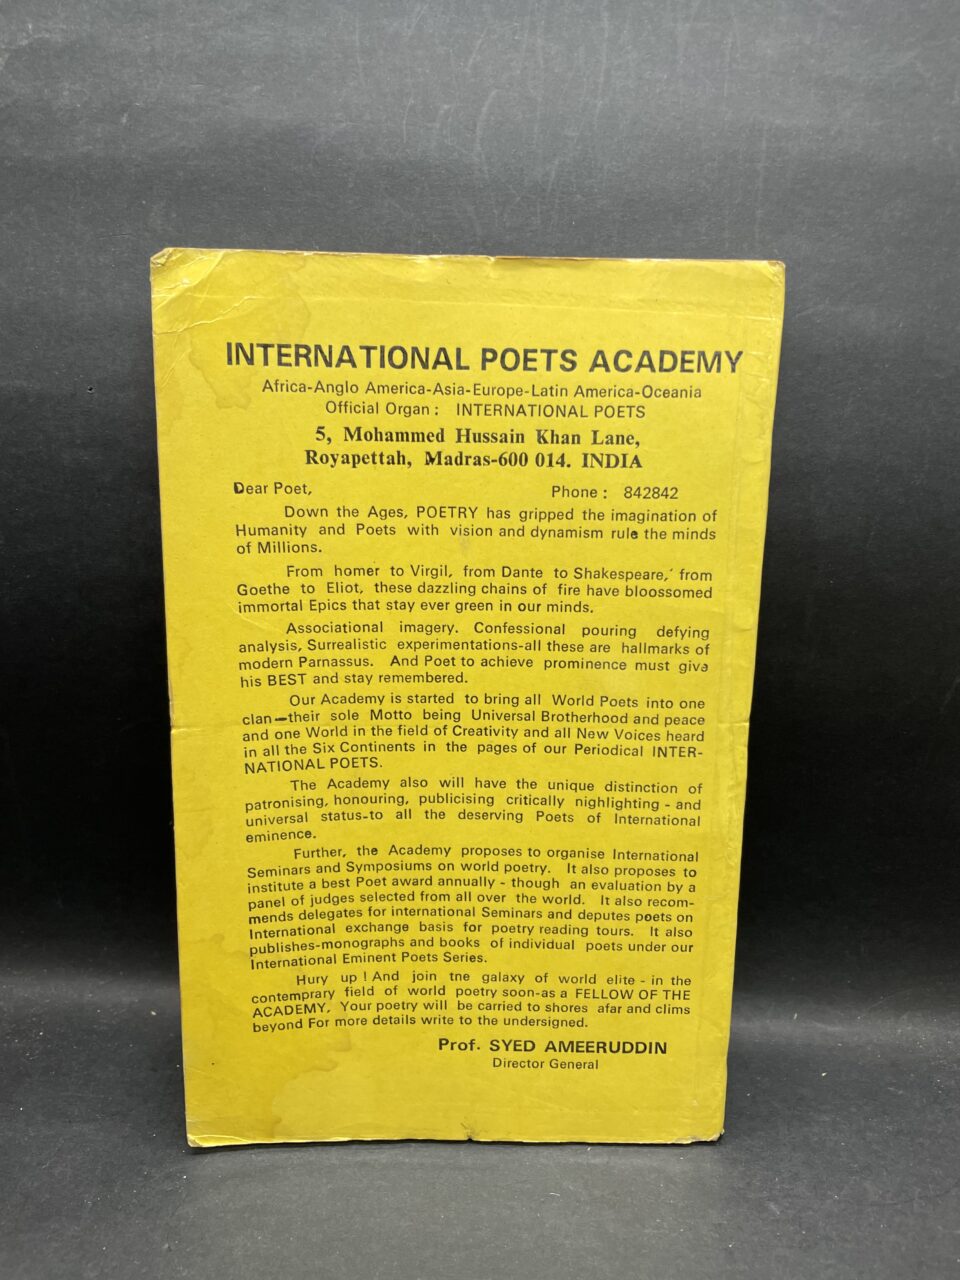 INTERNATIONAL POETS ACADEMY
Africa-Anglo America-Asia-Europe-Latin America-Oceania
Official Organ : INTERNATIONAL POETS
5, Mohammed Hussain Khan Lane,
Royapettah, Madras-600 014. INDIA
Dear Poet, Phone : 842842
Down the Ages, POETRY has gripped the imagination of
Humanity and Poets with vision and dynamism rule the minds
of Millions.
From homer to Virgil, from Dante to Shakespeare, from
Goethe to Eliot, these dazzling chains of fire have bloossomed
immortal Epics that stay ever green in our minds.
Associational imagery. Confessional pouring defying
analysis, Surrealistic experimentations-all these are hallmarks of
modern Parnassus. And Poet to achieve prominence must give
his BEST and stay remembered.
Our Academy is started to bring all World Poets into one
clan—their sole Motto being Universal Brotherhood and peace
and one World in the field of Creativity and all New Voices heard
in all the Six Continents in the pages of our Periodical INTER-
NATIONAL POETS.
The Academy also will have the unique distinction of
patronising, honouring, publicising critically nighlighting - and
universal status-to all the deserving Poets of International
eminence.
Further, the Academy proposes to organise International
Seminars and Symposiums on world poetry. It also proposes to
institute a best Poet award annually - though an evaluation by a
panel of judges selected from all over the world. It also recom-
mends delegates for international Seminars and deputes poets on
International exchange basis for poetry reading tours. It also
publishes-monographs and books of individual poets under our
International Eminent Poets Series.
Hury up ! And join tne galaxy of world elite - in the
contemprary field of world poetry soon-as a FELLOW OF THE
ACADEMY. Your poetry will be carried to shores afar and clims
beyond For more details write to the undersigned.
Prof. SYED AMEERUDDIN
Director General